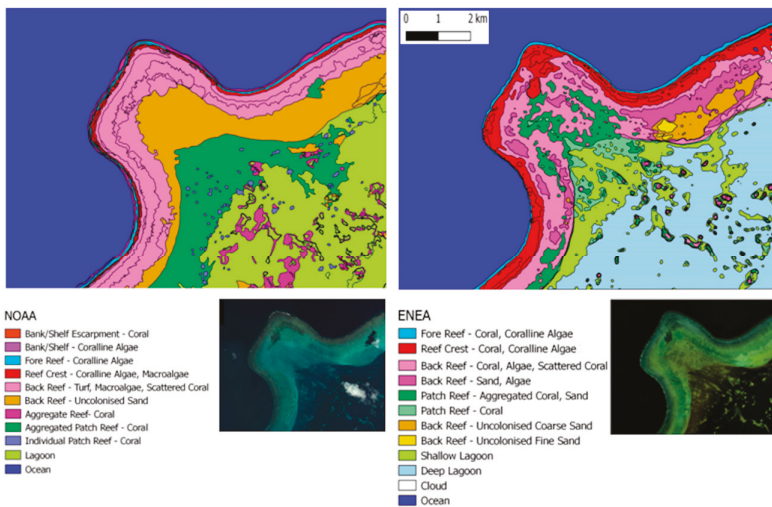 0 1 2 km
NOAA
Bank/Shelf Escarpment - Coral
Bank/Shelf - Coralline Algae
Fore Reef - Coralline Algae
Reef Crest - Coralline Algae, Macroalgae
Back Reef - Turf, Macroalgae, Scattered Coral
Back Reef - Uncolonised Sand
Aggregate Reef- Coral
Aggregated Patch Reef - Coral
Individual Patch Reef - Coral
Lagoon
Ocean
ENEA
Fore Reef - Coral, Coralline Algae
Reef Crest - Coral, Coralline Algae
Back Reef - Coral, Algae, Scattered Coral
Back Reef - Sand, Algae
Patch Reef - Aggregated Coral, Sand
Patch Reef - Coral
Back Reef - Uncolonised Coarse Sand
Back Reef - Uncolonised Fine Sand
Shallow Lagoon
Deep Lagoon
Cloud
Ocean